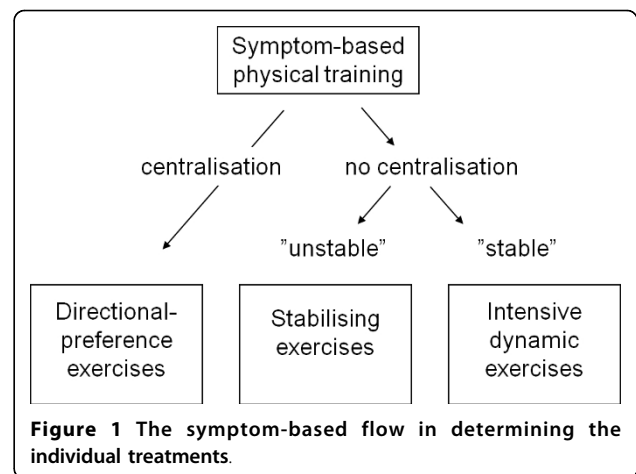 Symptom-based
physical training
centralisation
no centralisation
”unstable”
”stable”
Directional-
preference
exercises
Stabilising
exercises
Intensive
dynamic
exercises
Figure 1 The symptom-based flow in determining the
individual treatments.